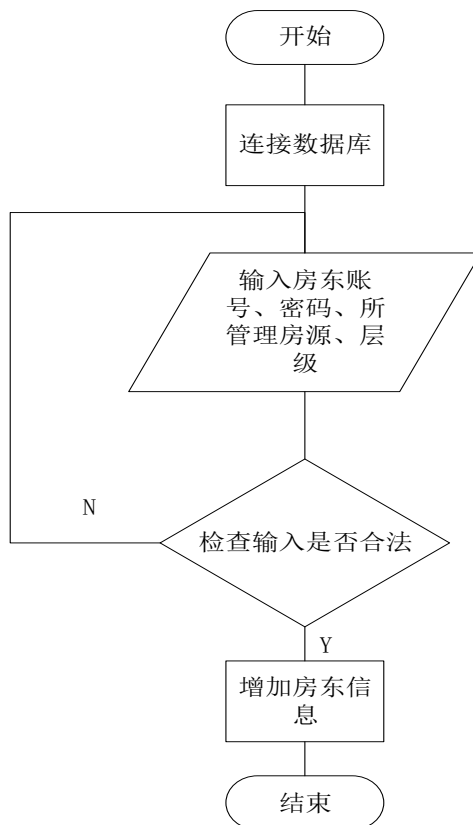 开始
连接数据库
输入房东账
号、密码、所
管理房源、层
级
N
检查输入是否合法
Y
增加房东信
息
结束